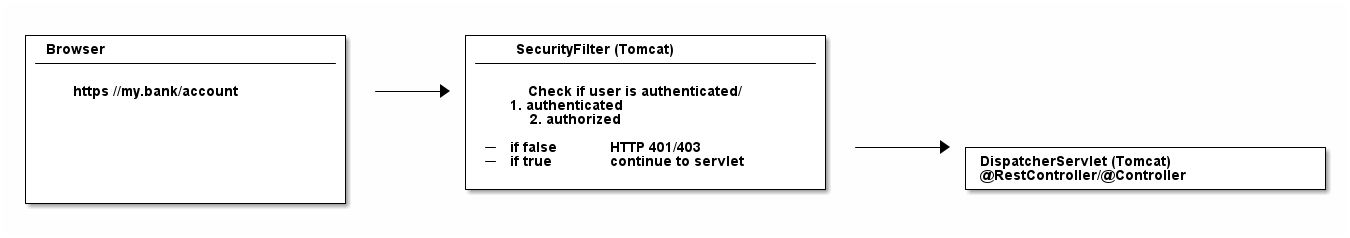 Browser
https //my.bank/account
SecurityFilter (Tomcat)
Check if user is authenticated/
1. authenticated
2. authorized
— if false HTTP 401/403
— if true continue to servlet
DispatcherServlet (Tomcat)
@RestController/@Controller